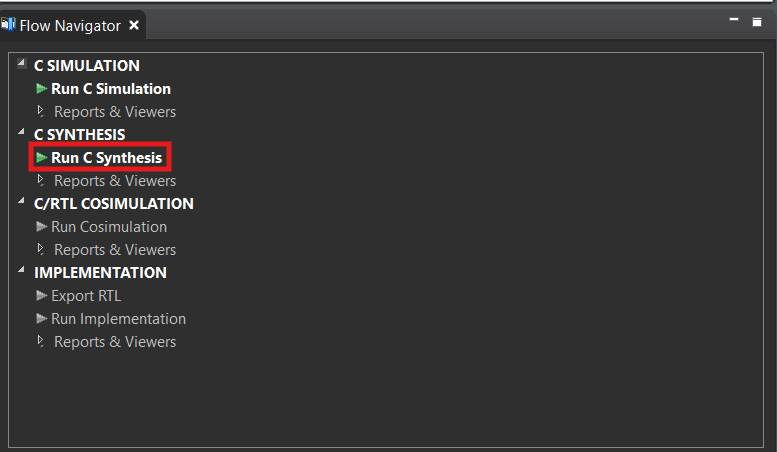 Flow Navigator
C SIMULATION
Run C Simulation
Reports & Viewers
C SYNTHESIS
Run C Synthesis
Reports & Viewers
C/RTL COSIMULATION
Run Cosimulation
Reports & Viewers
IMPLEMENTATION
Export RTL
Run Implementation
Reports & Viewers